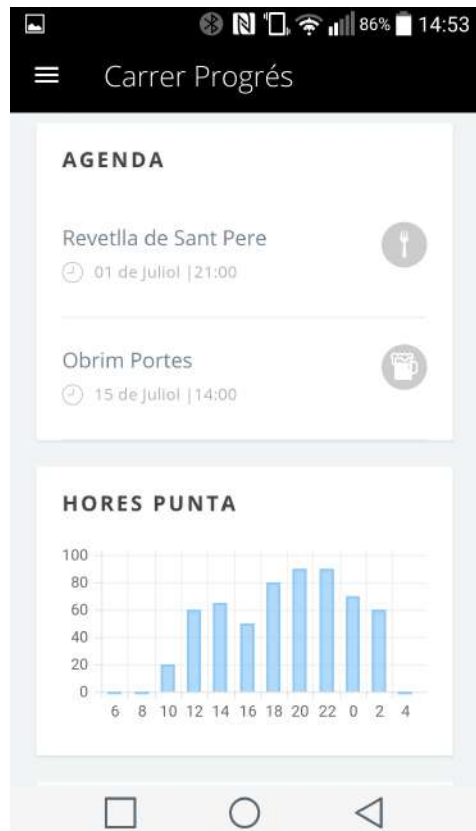 86% 14:53
Carrer Progrés
AGENDA
Revetlla de Sant Pere
01 de Juliol |21:00
Obrim Portes
15 de Juliol |14:00
HORES PUNTA
100
80
60
40
20
0
6 8 10 12 14 16 18 20 22 0 2 4